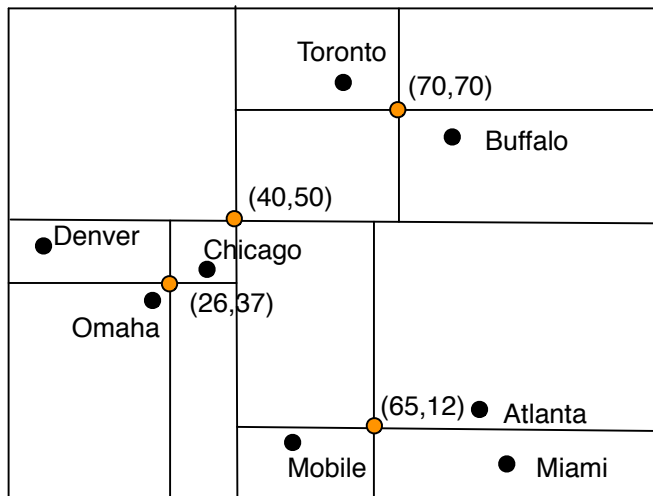 Toronto
(70,70)
Buffalo
(40,50)
Denver
Chicago
(26,37)
Omaha
(65,12)
Atlanta
Mobile
Miami